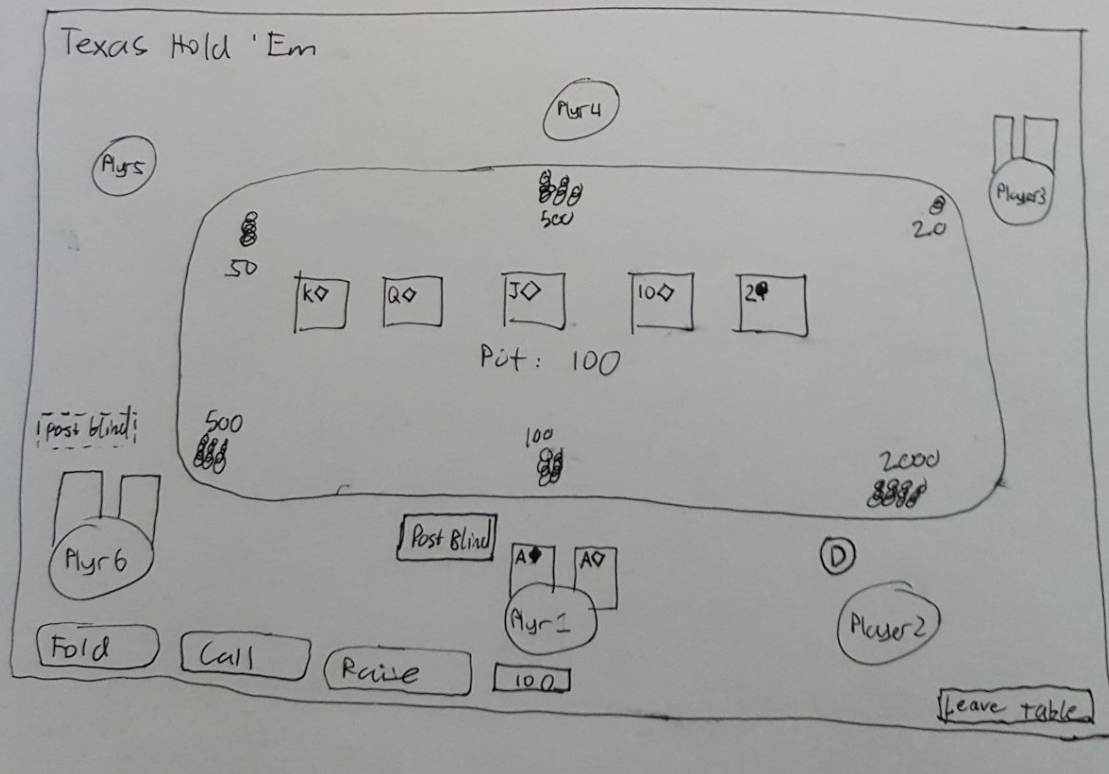 Texas Hold 'Em
Plyr4
Plyr5
Player3
500
20
50
K◇
Q◇
J◇
10◇
2
Pot: 100
post blind
500
100
2000
Post Blind
A♦
A◇
D
Plyr6
Plyr1
Player2
Fold
Call
Raise
100
Leave table